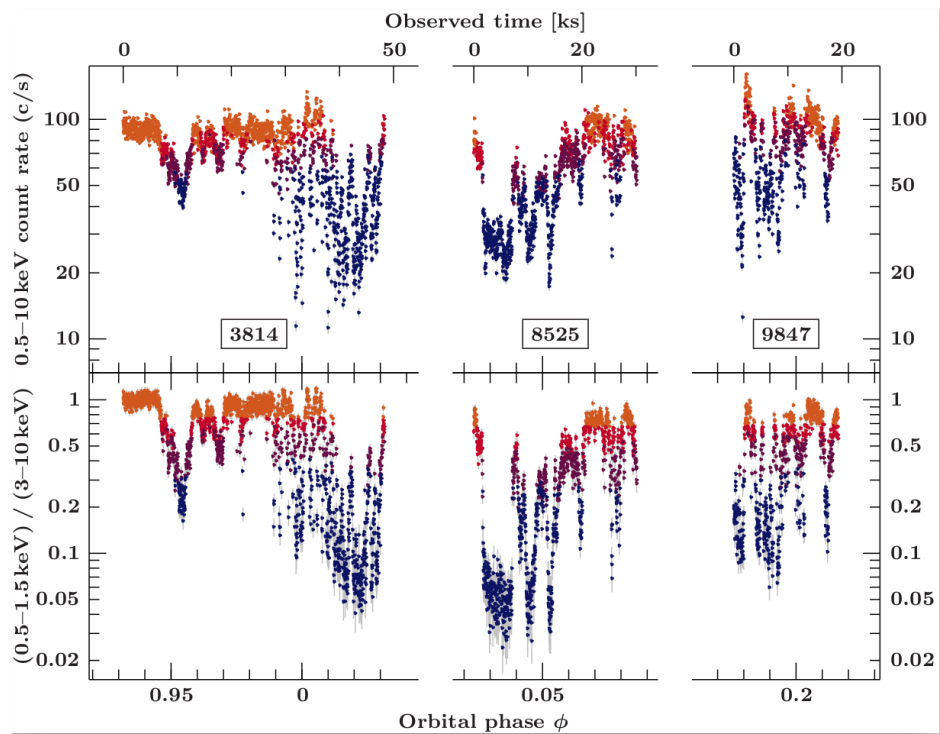 Observed time [ks]
0 50 0 20 0 20
0.5–10 keV count rate (c/s)
100 100
50 50
20 20
10 10
3814 8525 9847
(0.5–1.5 keV) / (3–10 keV)
1 1
0.5 0.5
0.2 0.2
0.1 0.1
0.05 0.05
0.02 0.02
0.95 0 0.05 0.2
Orbital phase ϕ